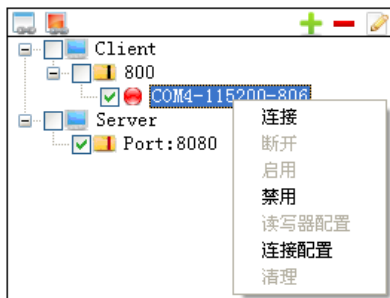 Client
800
COM4-115200-806
Server
Port:8080
连接
断开
启用
禁用
读写器配置
连接配置
清理